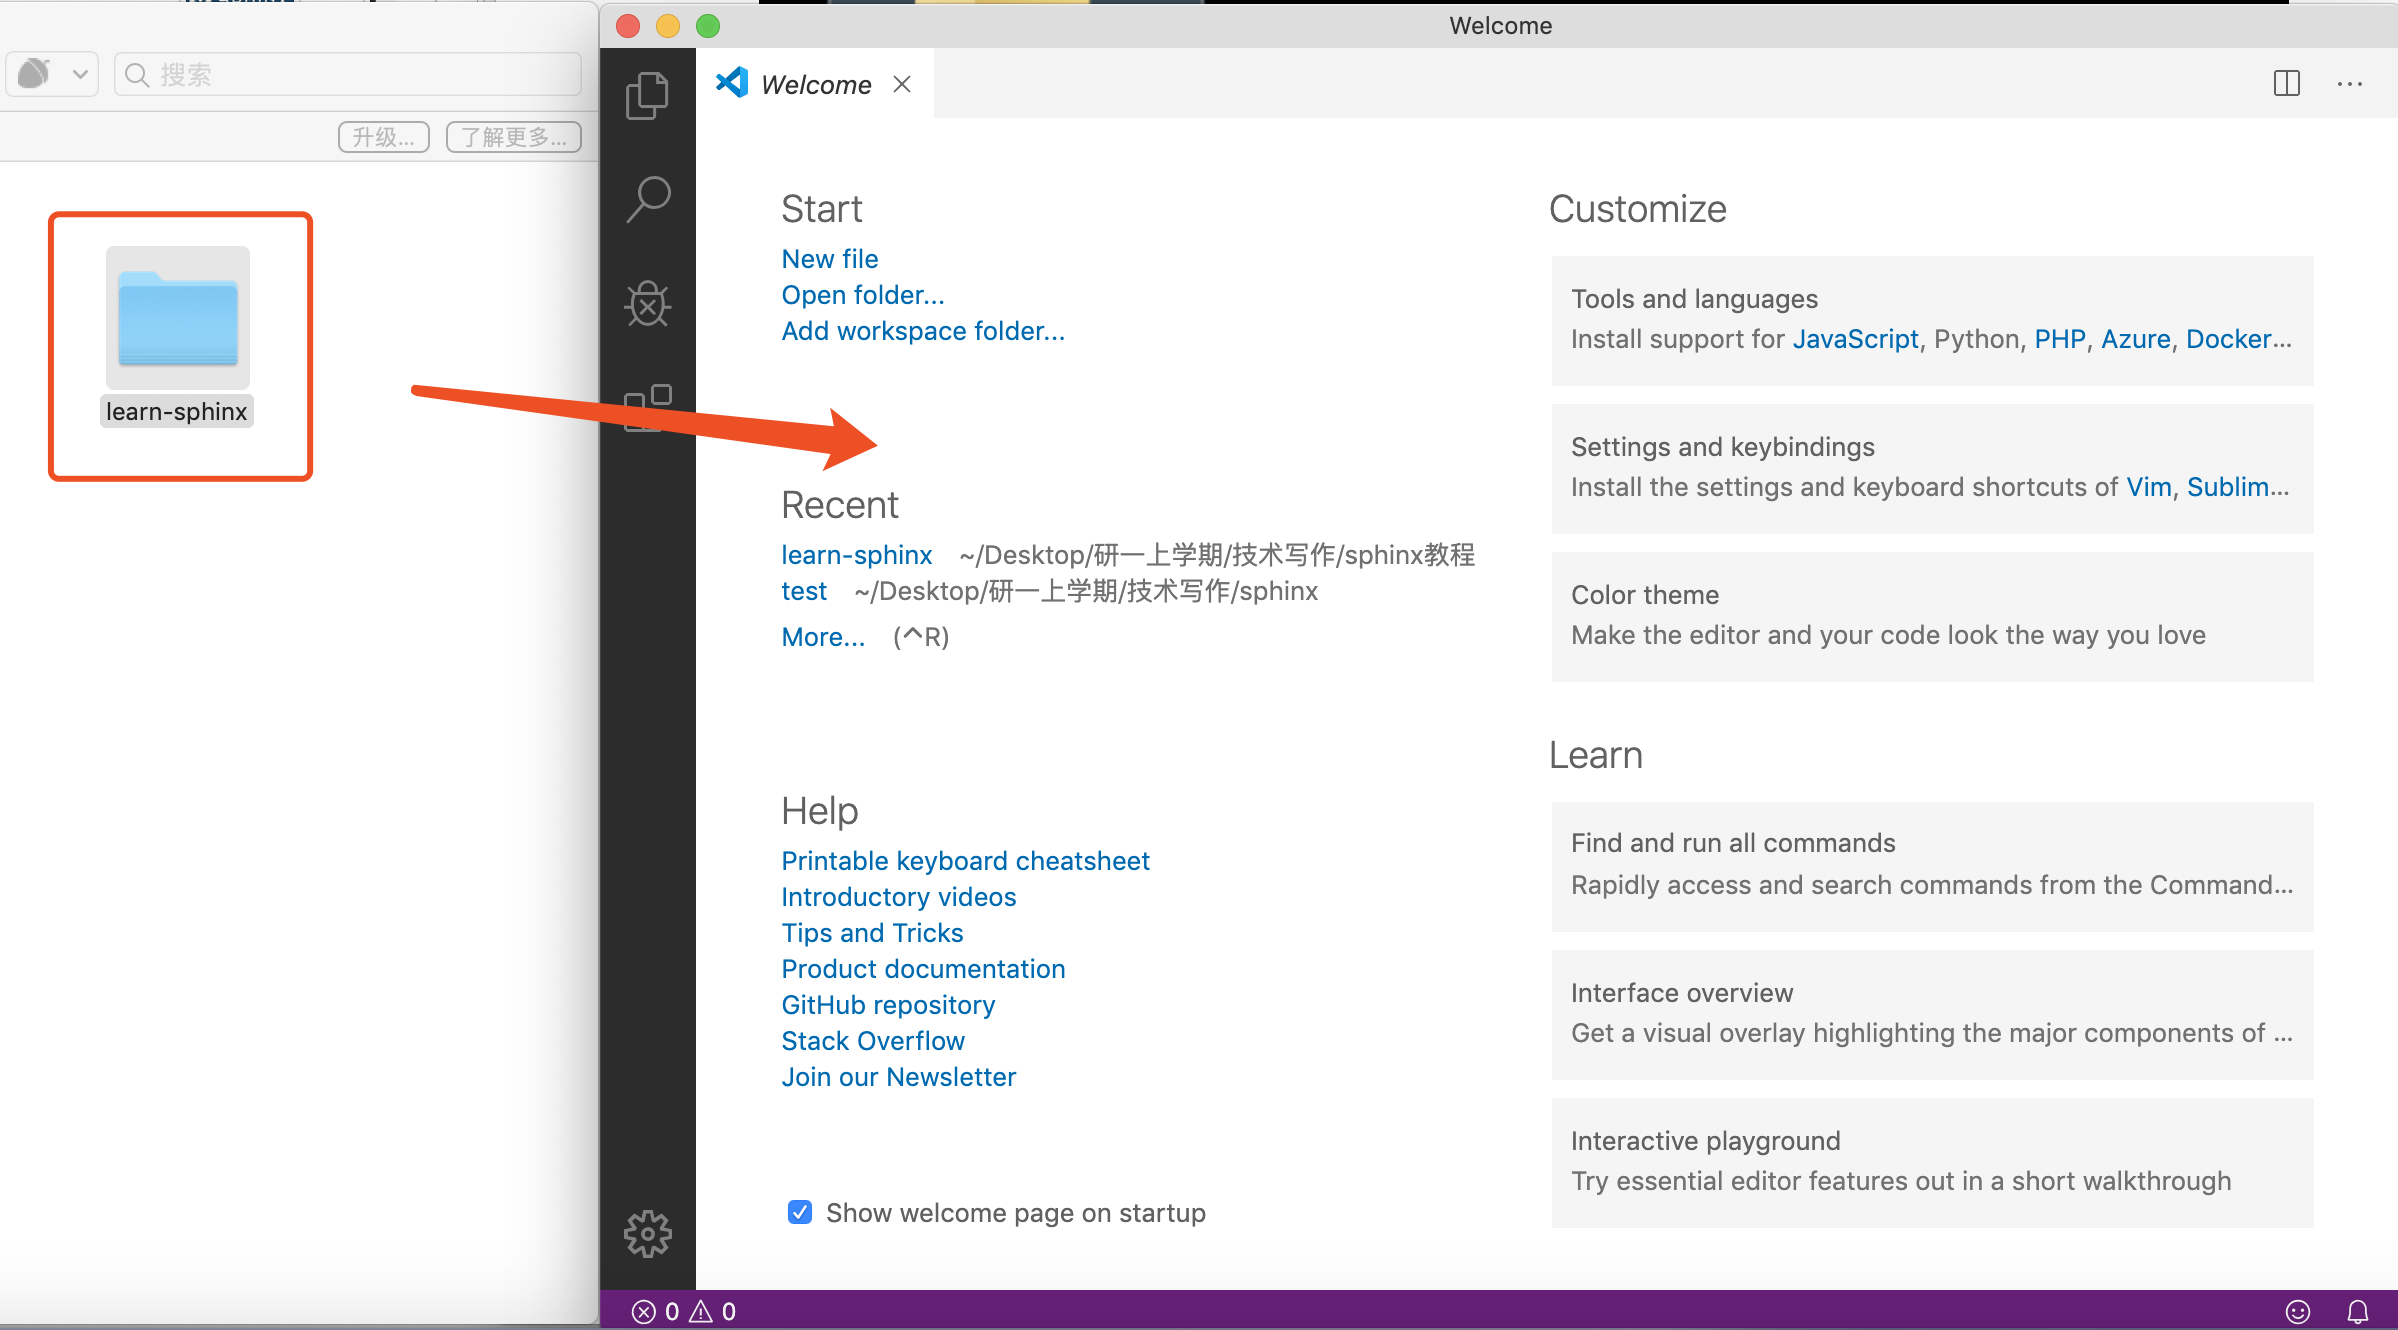 搜索
升级...
了解更多...
learn-sphinx
Welcome
Welcome
Start
New file
Open folder...
Add workspace folder...
Recent
learn-sphinx ~/Desktop/研一上学期/技术写作/sphinx教程
test ~/Desktop/研一上学期/技术写作/sphinx
More... (^R)
Help
Printable keyboard cheatsheet
Introductory videos
Tips and Tricks
Product documentation
GitHub repository
Stack Overflow
Join our Newsletter
Show welcome page on startup
Customize
Tools and languages
Install support for JavaScript, Python, PHP, Azure, Docker...
Settings and keybindings
Install the settings and keyboard shortcuts of Vim, Sublim...
Color theme
Make the editor and your code look the way you love
Learn
Find and run all commands
Rapidly access and search commands from the Command...
Interface overview
Get a visual overlay highlighting the major components of ...
Interactive playground
Try essential editor features out in a short walkthrough
0 0